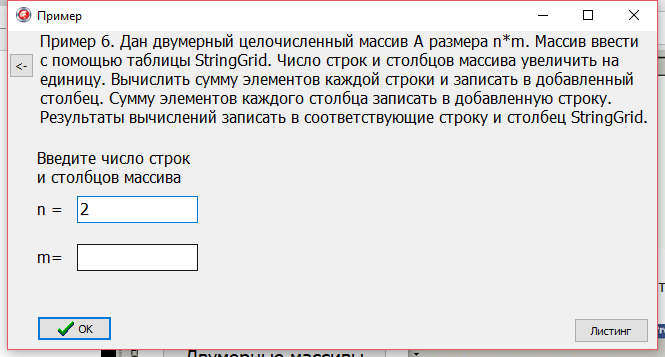 Пример
Пример 6. Дан двумерный целочисленный массив А размера n*m. Массив ввести
<-
с помощью таблицы StringGrid. Число строк и столбцов массива увеличить на
единицу. Вычислить сумму элементов каждой строки и записать в добавленный
столбец. Сумму элементов каждого столбца записать в добавленную строку.
Результаты вычислений записать в соответствующие строку и столбец StringGrid.
Введите число строк
и столбцов массива
n = 2
m=
OK
Листинг
Двумерные массивы